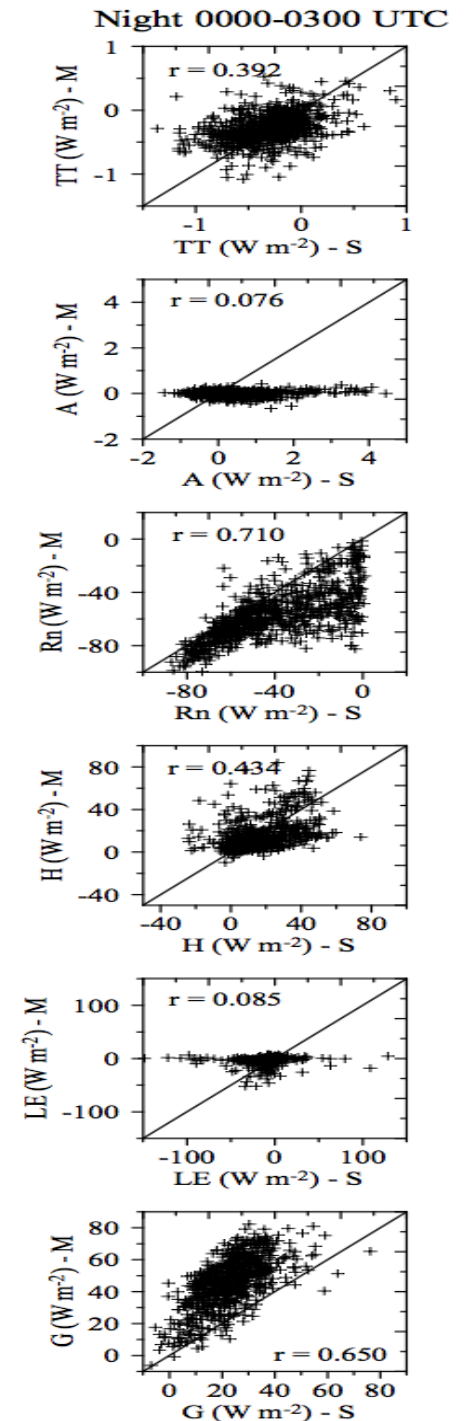 Night 0000-0300 UTC
r = 0.392
TT (W m-2) - M
1
0
-1
-1
0
1
TT (W m-2) - S
r = 0.076
A (W m-2) - M
4
2
0
-2
-2
0
2
4
A (W m-2) - S
r = 0.710
Rn (W m-2) - M
0
-40
-80
-80
-40
0
Rn (W m-2) - S
r = 0.434
H (W m-2) - M
80
40
0
-40
-40
0
40
80
H (W m-2) - S
r = 0.085
LE (W m-2) - M
100
0
-100
-100
0
100
LE (W m-2) - S
G (W m-2) - M
80
60
40
20
0
r = 0.650
0
20
40
60
80
G (W m-2) - S